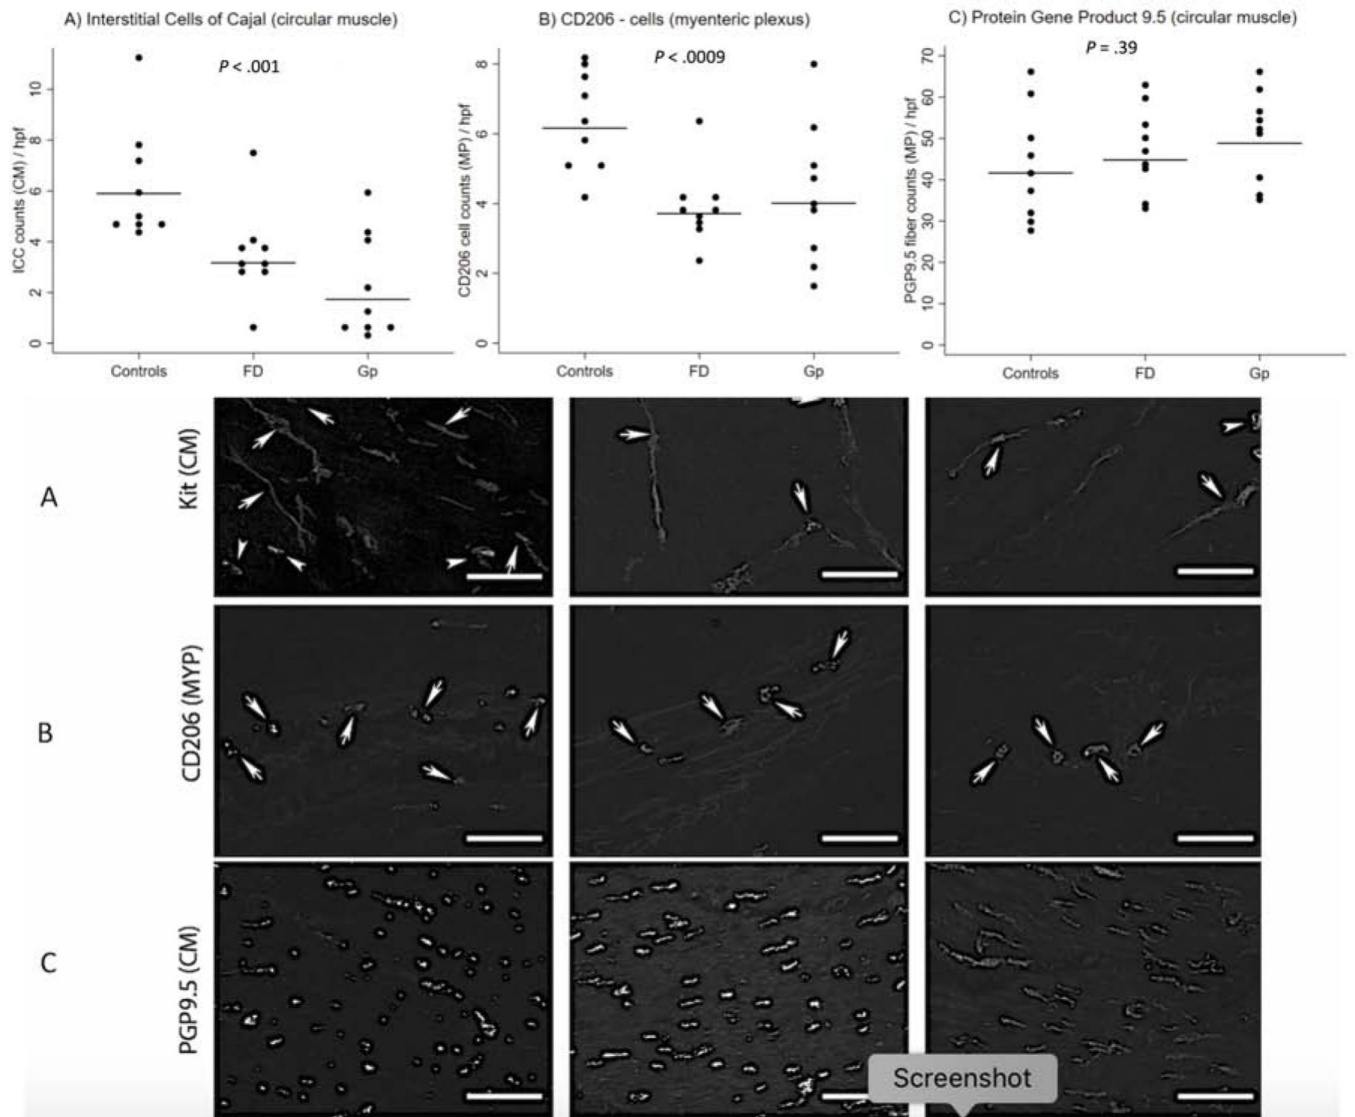 A) Interstitial Cells of Cajal (circular muscle)
P < .001
ICC counts (CM) / hpf
0 2 4 6 8 10
Controls FD Gp
B) CD206 - cells (myenteric plexus)
P < .0009
CD206 cell counts (MP) / hpf
0 2 4 6 8
Controls FD Gp
C) Protein Gene Product 9.5 (circular muscle)
P = .39
PGP9.5 fiber counts (MP) / hpf
0 10 20 30 40 50 60 70
Controls FD Gp
A
Kit (CM)
B
CD206 (MYP)
C
PGP9.5 (CM)
Screenshot